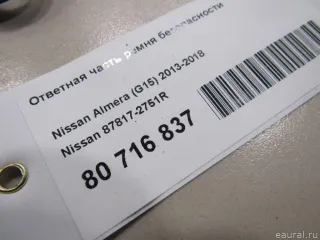 Ответная часть ремня безопасности
Nissan Almera (G15) 2013-2018
Nissan 87817-2751R
80 716 837
eaural.ru